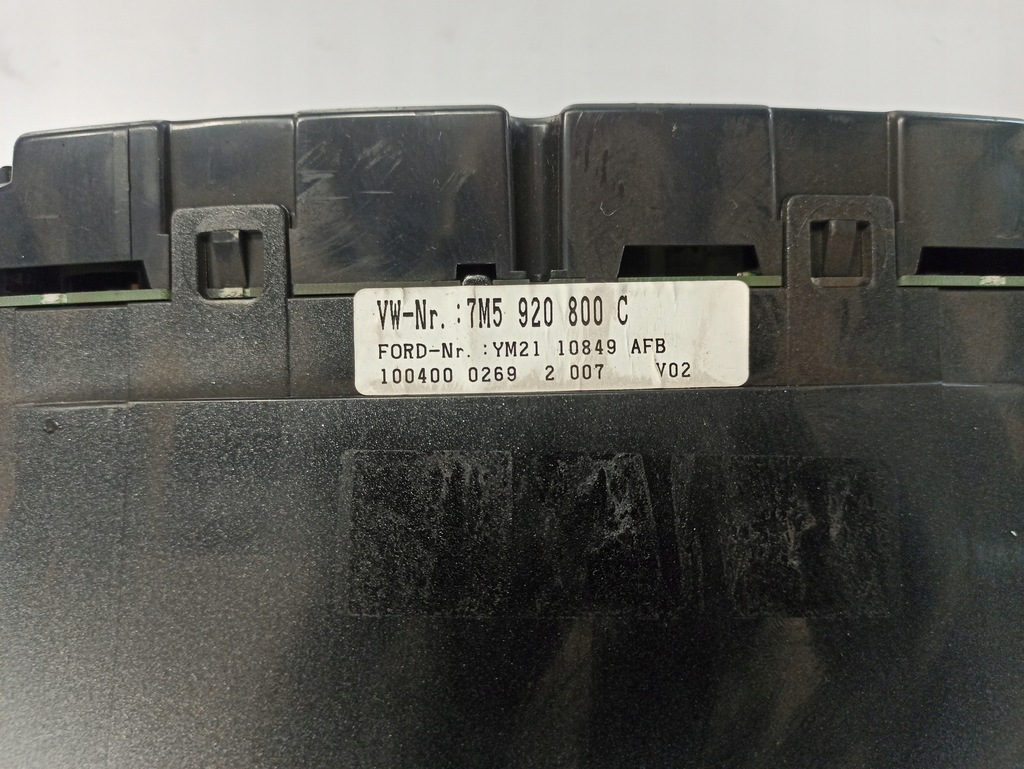 VW-Nr. :7M5 920 800 C
FORD-Nr. :YM21 10849 AFB
100400 0269 2 007 V02